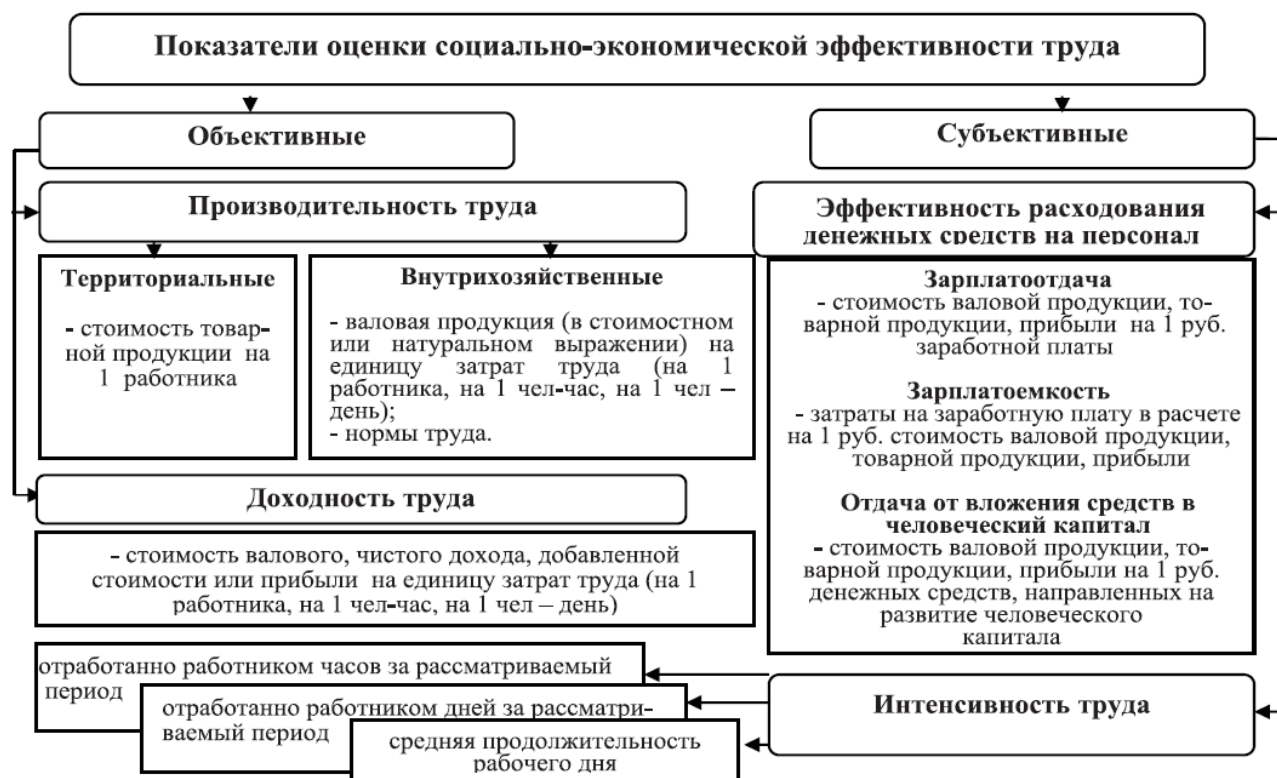 Показатели оценки социально-экономической эффективности труда
Объективные
Субъективные
Производительность труда
Эффективность расходования
денежных средств на персонал
Территориальные
- стоимость товар-
ной продукции на
1 работника
Внутрихозяйственные
- валовая продукция (в стоимостном
или натуральном выражении) на
единицу затрат труда (на 1
работника, на 1 чел-час, на 1 чел –
день);
- нормы труда.
Зарплатоотдача
- стоимость валовой продукции, то-
варной продукции, прибыли на 1 руб.
заработной платы
Зарплатоемкость
- затраты на заработную плату в расчете
на 1 руб. стоимость валовой продукции,
товарной продукции, прибыли
Отдача от вложения средств в
человеческий капитал
- стоимость валовой продукции, то-
варной продукции, прибыли на 1 руб.
денежных средств, направленных на
развитие человеческого
капитала
Доходность труда
- стоимость валового, чистого дохода, добавленной
стоимости или прибыли на единицу затрат труда (на 1
работника, на 1 чел-час, на 1 чел – день)
отработанно работником часов за рассматриваемый
период
отработанно работником дней за рассматри-
ваемый период
средняя продолжительность
рабочего дня
Интенсивность труда